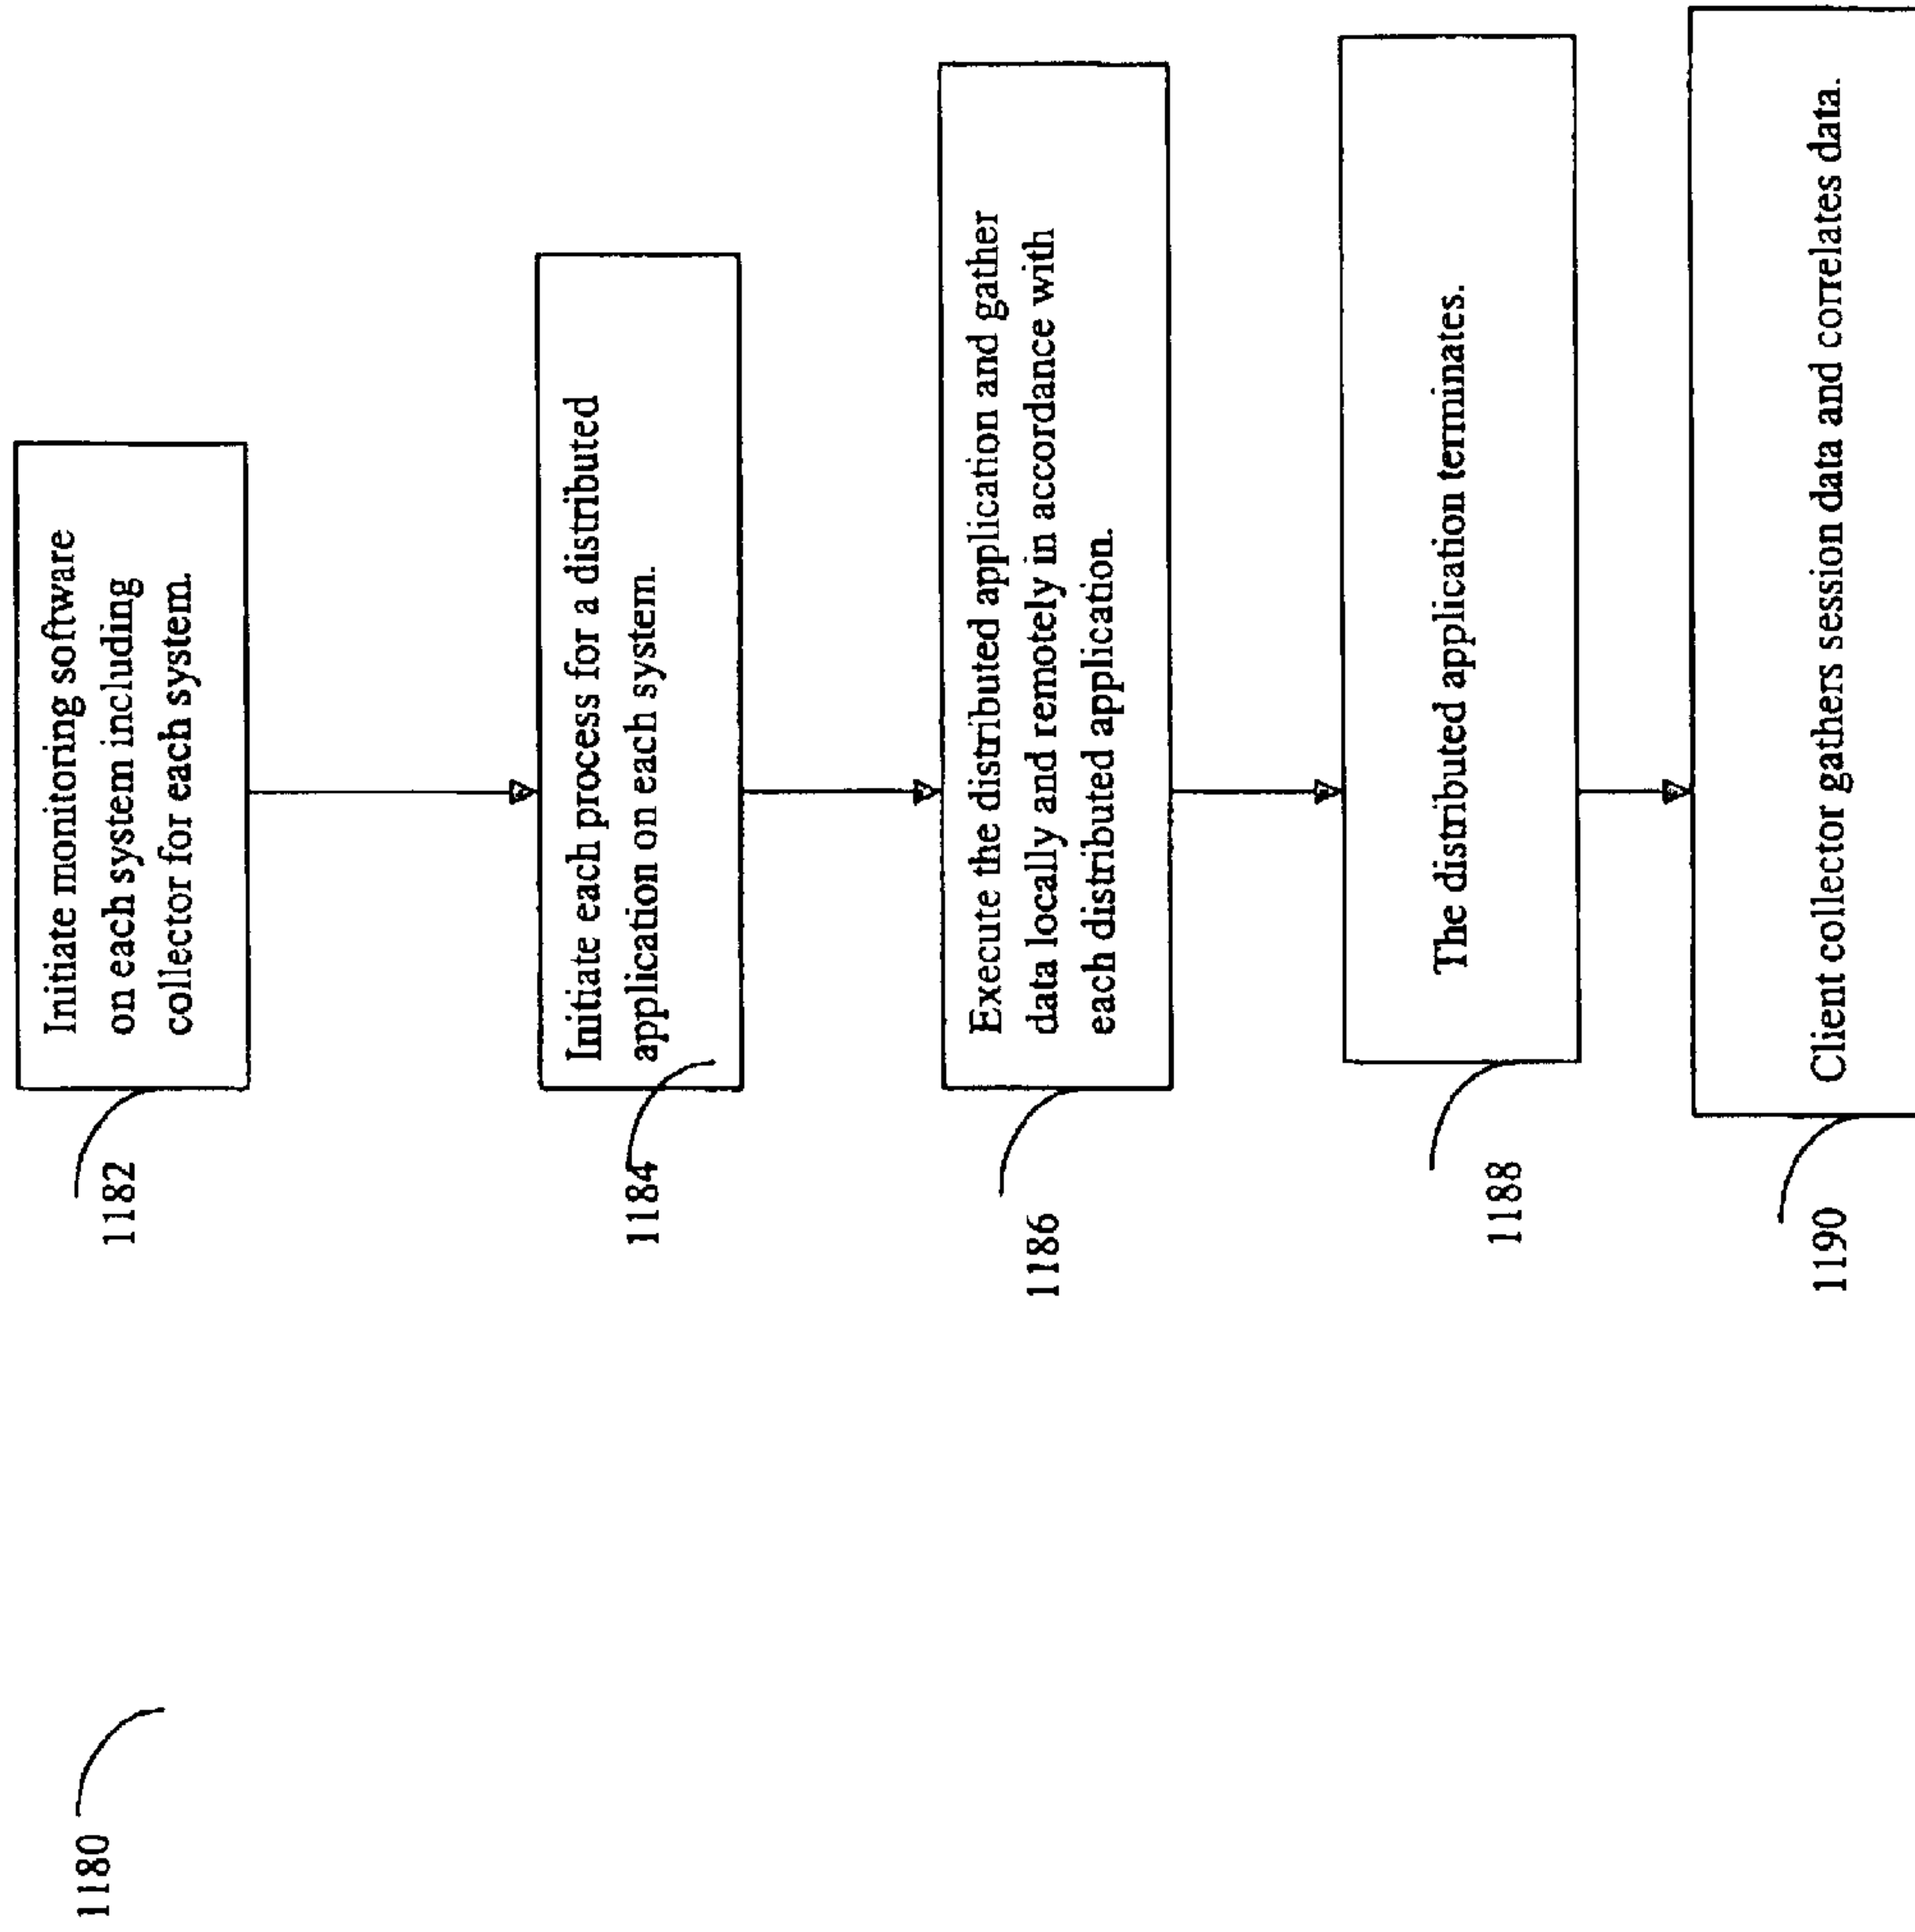 1180
1182
Initiate monitoring software
on each system including
collector for each system.
1184
Initiate each process for a distributed
application on each system.
1186
Execute the distributed application and gather
data locally and remotely in accordance with
each distributed application.
1188
The distributed application terminates.
1190
Client collector gathers session data and correlates data.